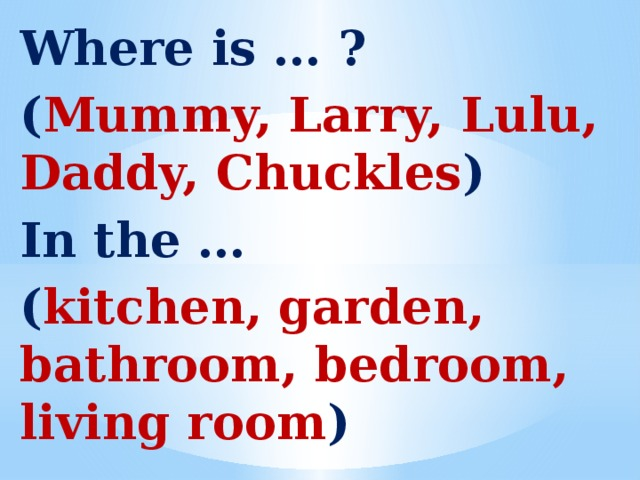 Where is … ?
(Mummy, Larry, Lulu,
Daddy, Chuckles)
In the …
(kitchen, garden,
bathroom, bedroom,
living room)